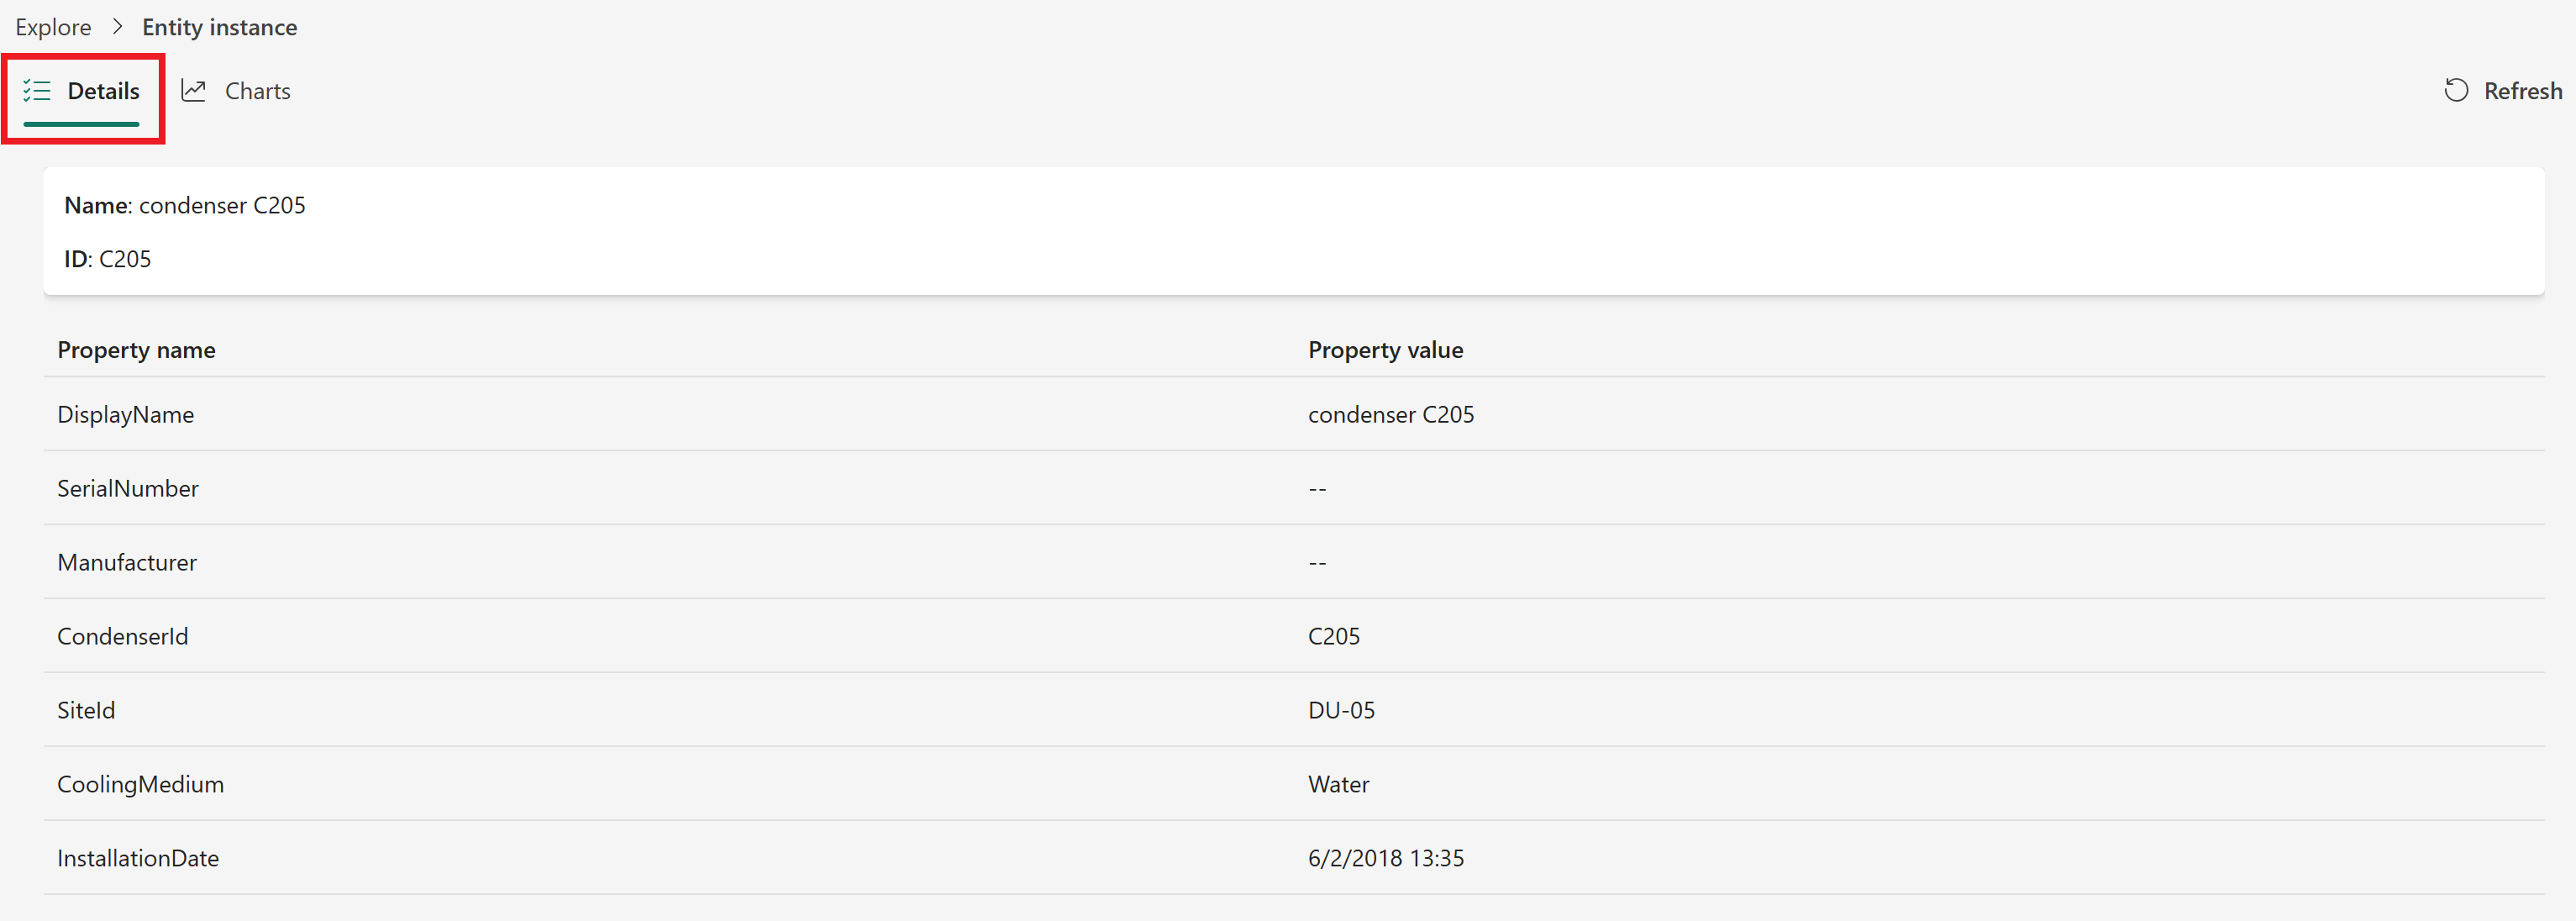 Explore > Entity instance
Details Charts Refresh
Name: condenser C205
ID: C205
Property name Property value
DisplayName condenser C205
SerialNumber --
Manufacturer --
CondenserId C205
SiteId DU-05
CoolingMedium Water
InstallationDate 6/2/2018 13:35